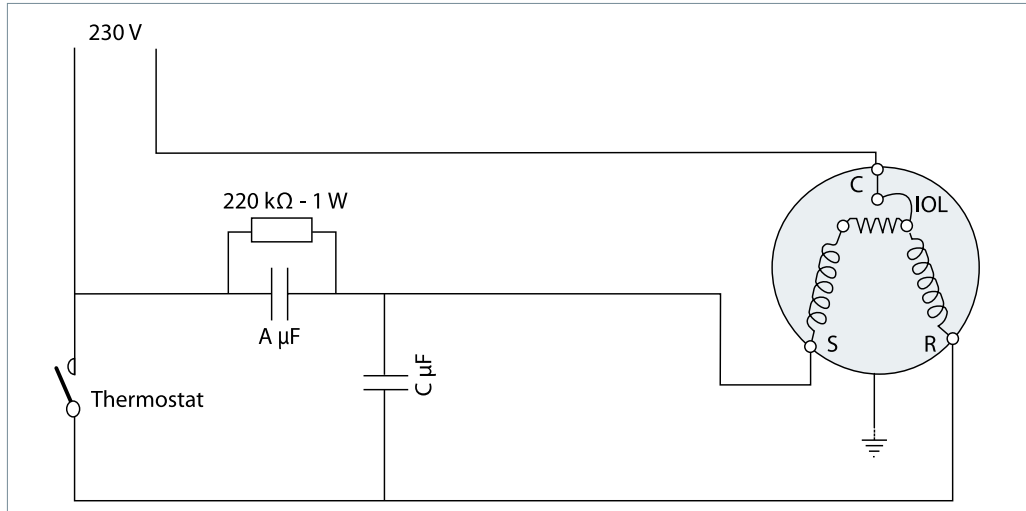 230 V
C
IOL
220 kΩ - 1 W
A µF
S
R
C µF
Thermostat